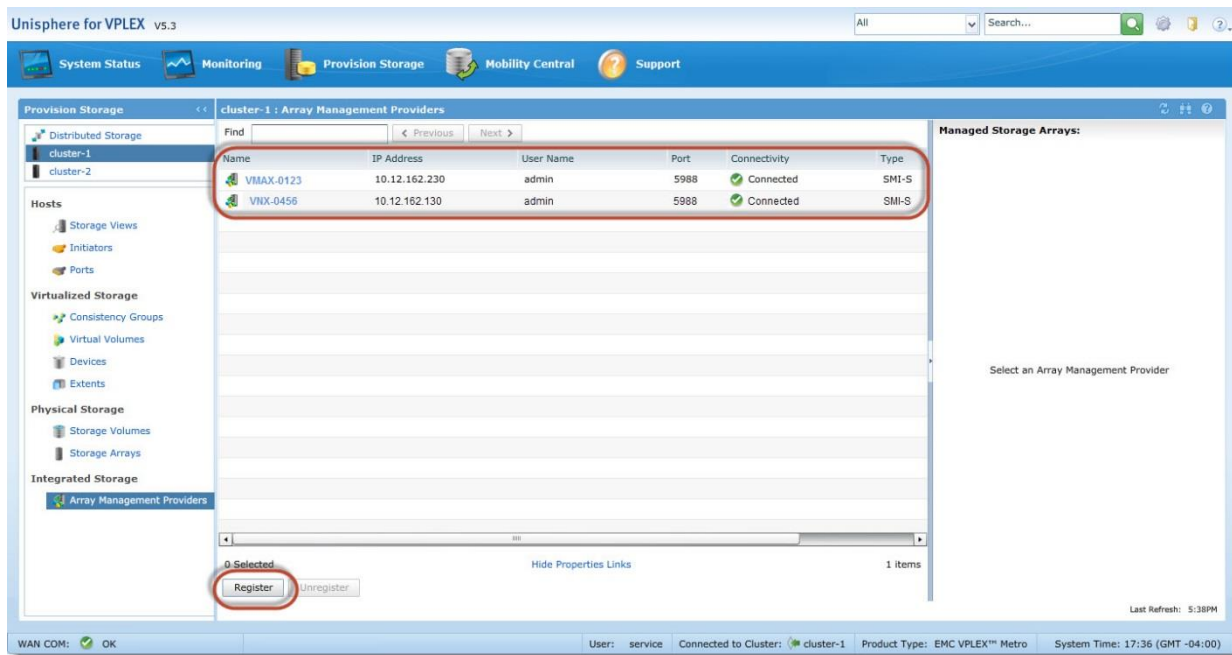 Unisphere for VPLEX v5.3
All
Search...
System Status
Monitoring
Provision Storage
Mobility Central
Support
Provision Storage
cluster-1 : Array Management Providers
Distributed Storage
cluster-1
cluster-2
Hosts
Storage Views
Initiators
Ports
Virtualized Storage
Consistency Groups
Virtual Volumes
Devices
Extents
Physical Storage
Storage Volumes
Storage Arrays
Integrated Storage
Array Management Providers
Find
< Previous
Next >
Name IP Address User Name Port Connectivity Type
VMAX-0123 10.12.162.230 admin 5988 Connected SMI-S
VNX-0456 10.12.162.130 admin 5988 Connected SMI-S
0 Selected
Hide Properties Links
1 items
Register
Unregister
Managed Storage Arrays:
Select an Array Management Provider
Last Refresh: 5:38PM
WAN COM: OK
User: service
Connected to Cluster: cluster-1
Product Type: EMC VPLEX™ Metro
System Time: 17:36 (GMT -04:00)